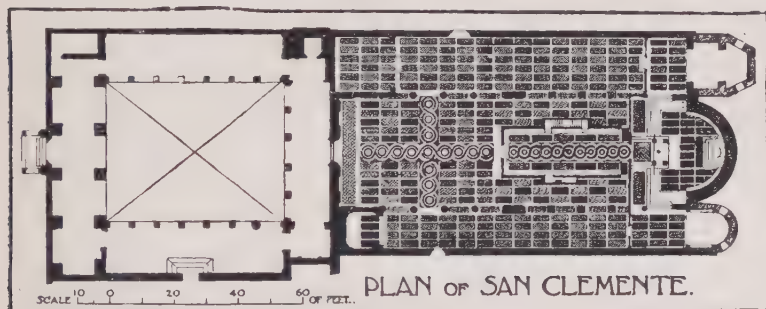 PLAN OF SAN CLEMENTE.
SCALE 10 0 20 40 60 OF FEET..